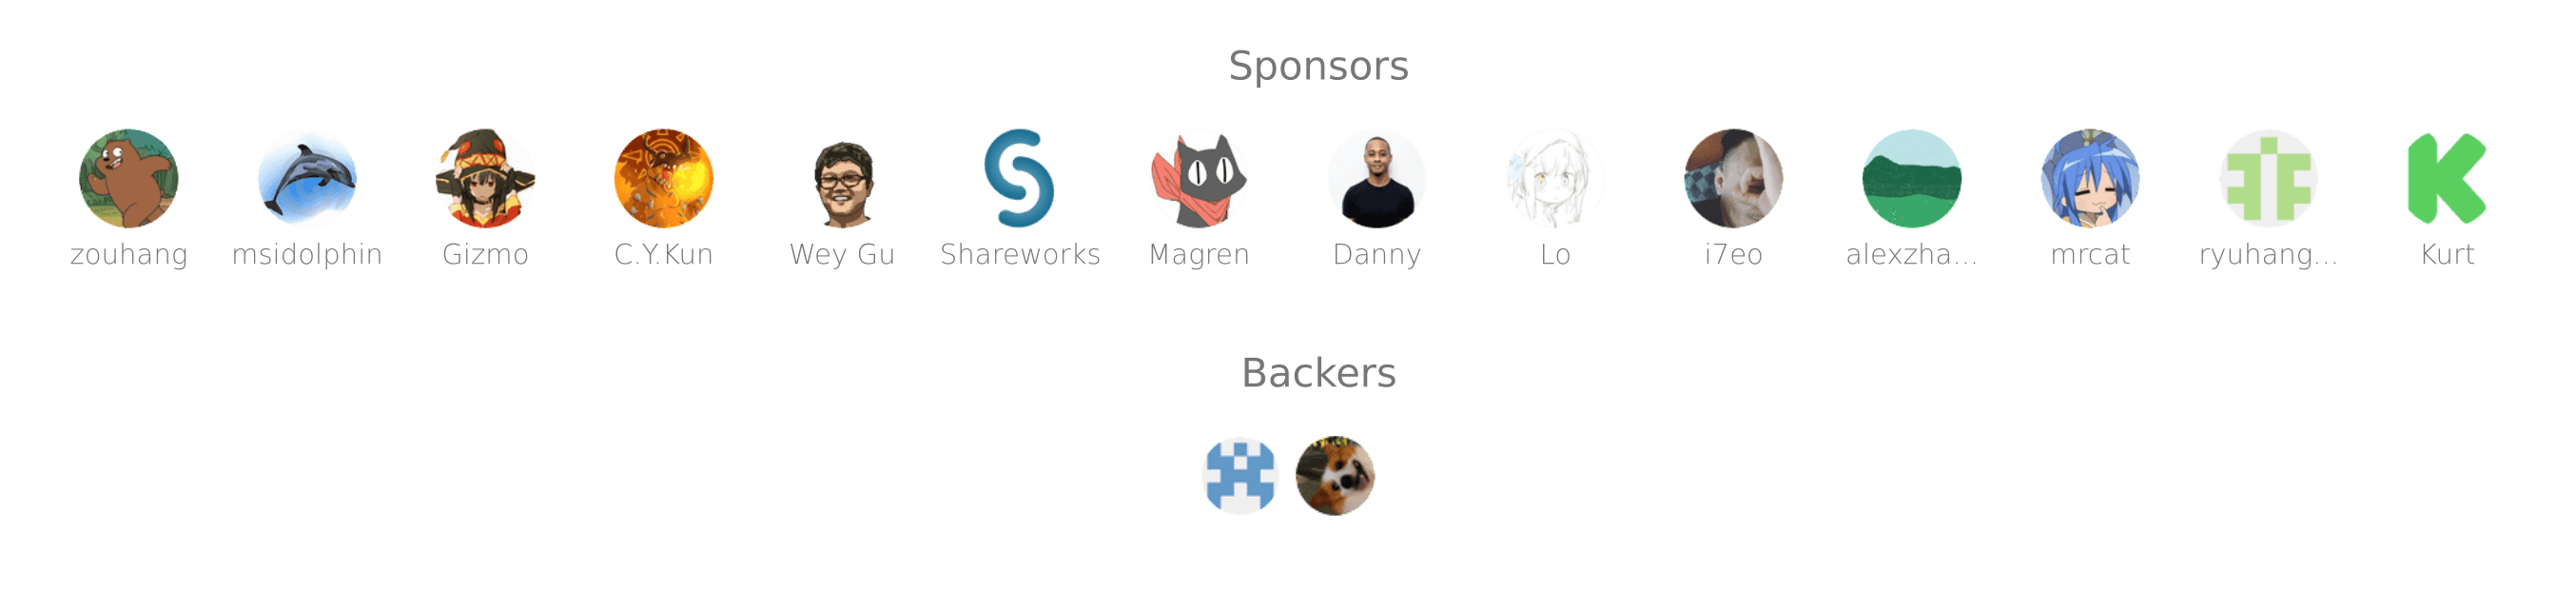 Sponsors
zouhang msidolphin Gizmo C.Y.Kun Wey Gu Shareworks Magren Danny Lo i7eo alexzha... mrcat ryuhang... Kurt
Backers